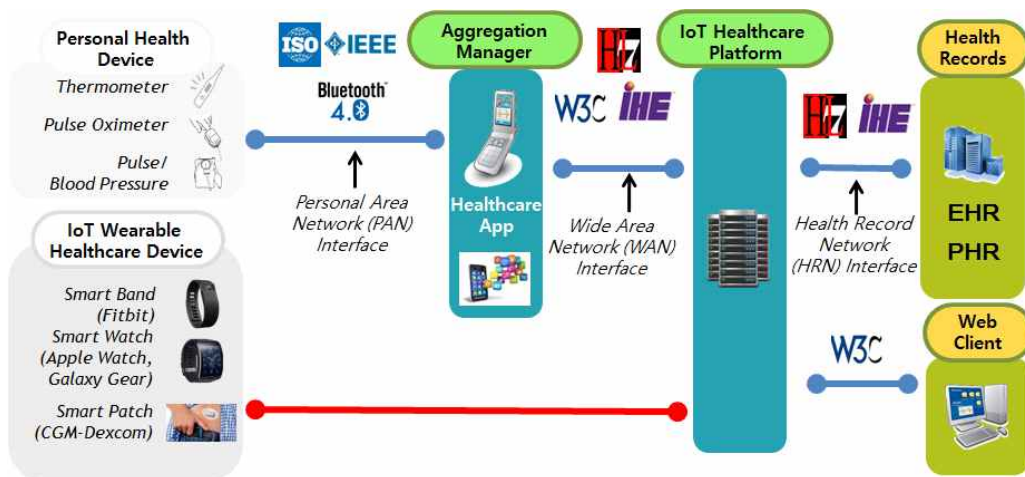 Personal Health
Device
Thermometer
Pulse Oximeter
Pulse/
Blood Pressure
IoT Wearable
Healthcare Device
Smart Band
(Fitbit)
Smart Watch
(Apple Watch,
Galaxy Gear)
Smart Patch
(CGM-Dexcom)
ISO IEEE
Bluetooth
4.0
Personal Area
Network (PAN)
Interface
Aggregation
Manager
Healthcare
App
HL7
W3C IHE
Wide Area
Network (WAN)
Interface
IoT Healthcare
Platform
HL7 IHE
Health Record
Network
(HRN) Interface
W3C
Health
Records
EHR
PHR
Web
Client